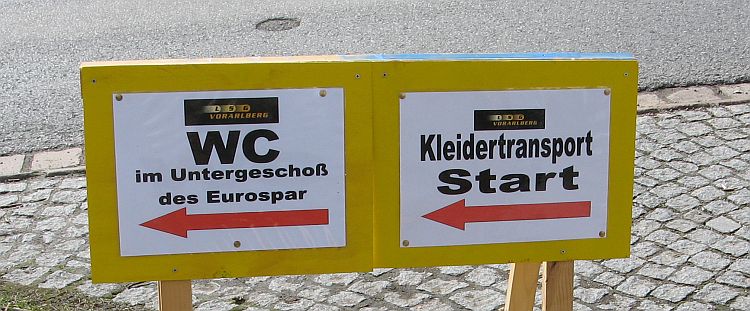 LSG
VORARLBERG
WC
im Untergeschoß
des Eurospar
LSG
VORARLBERG
Kleidertransport
Start